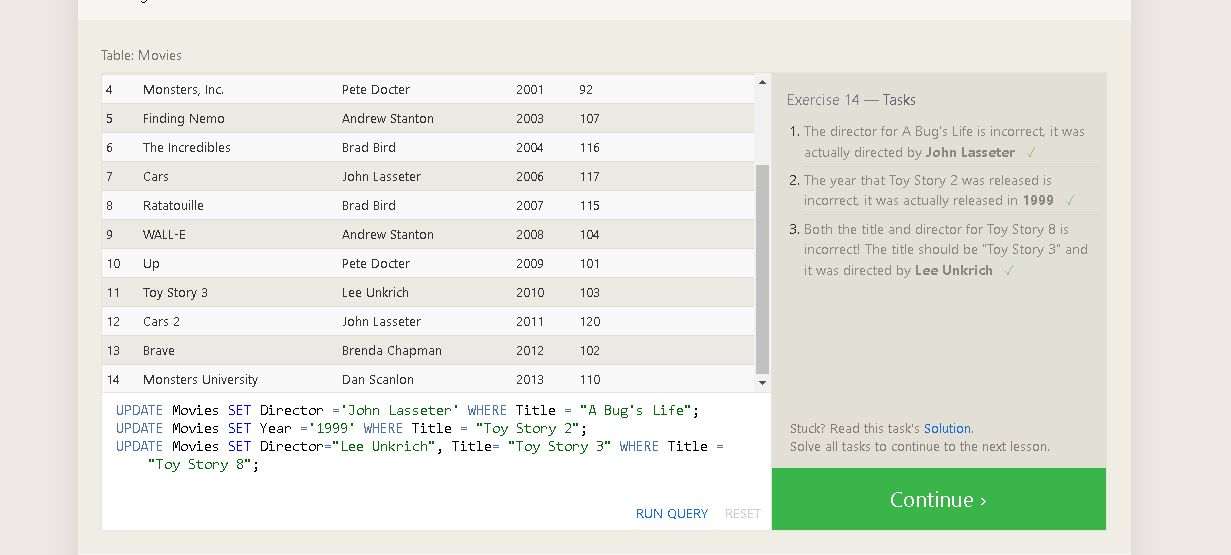 Table: Movies
4 Monsters, Inc. Pete Docter 2001 92
5 Finding Nemo Andrew Stanton 2003 107
6 The Incredibles Brad Bird 2004 116
7 Cars John Lasseter 2006 117
8 Ratatouille Brad Bird 2007 115
9 WALL-E Andrew Stanton 2008 104
10 Up Pete Docter 2009 101
11 Toy Story 3 Lee Unkrich 2010 103
12 Cars 2 John Lasseter 2011 120
13 Brave Brenda Chapman 2012 102
14 Monsters University Dan Scanlon 2013 110
UPDATE Movies SET Director ='John Lasseter' WHERE Title = "A Bug's Life";
UPDATE Movies SET Year ='1999' WHERE Title = "Toy Story 2";
UPDATE Movies SET Director="Lee Unkrich", Title= "Toy Story 3" WHERE Title =
"Toy Story 8";
RUN QUERY RESET
Exercise 14 — Tasks
1. The director for A Bug's Life is incorrect, it was
actually directed by John Lasseter ✓
2. The year that Toy Story 2 was released is
incorrect, it was actually released in 1999 ✓
3. Both the title and director for Toy Story 8 is
incorrect! The title should be "Toy Story 3" and
it was directed by Lee Unkrich ✓
Stuck? Read this task's Solution.
Solve all tasks to continue to the next lesson.
Continue ›